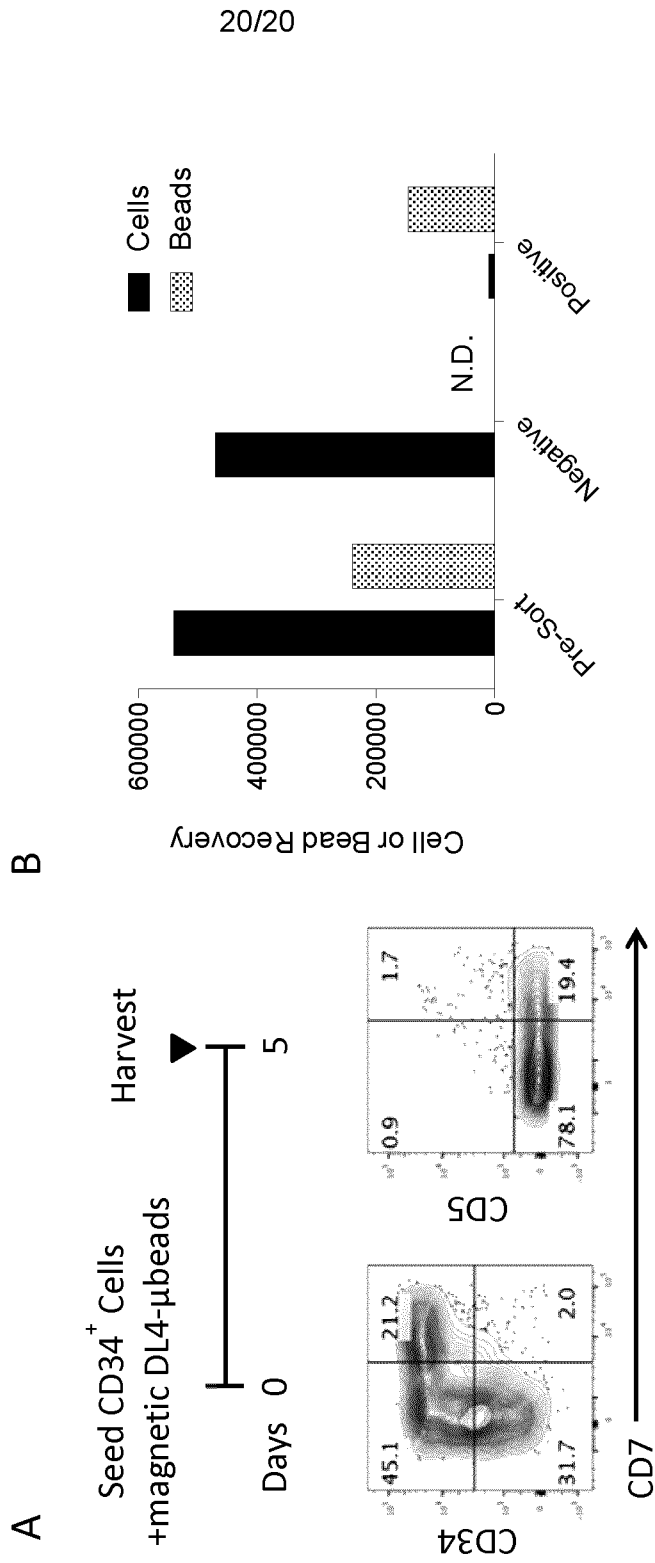 20/20
A
Seed CD34+ Cells
+magnetic DL4-µbeads
Harvest
Days
0
5
CD34
45.1
21.2
31.7
2.0
CD5
0.9
1.7
78.1
19.4
CD7
B
Cell or Bead Recovery
600000
400000
200000
0
Cells
Beads
N.D.
Pre-Sort
Negative
Positive